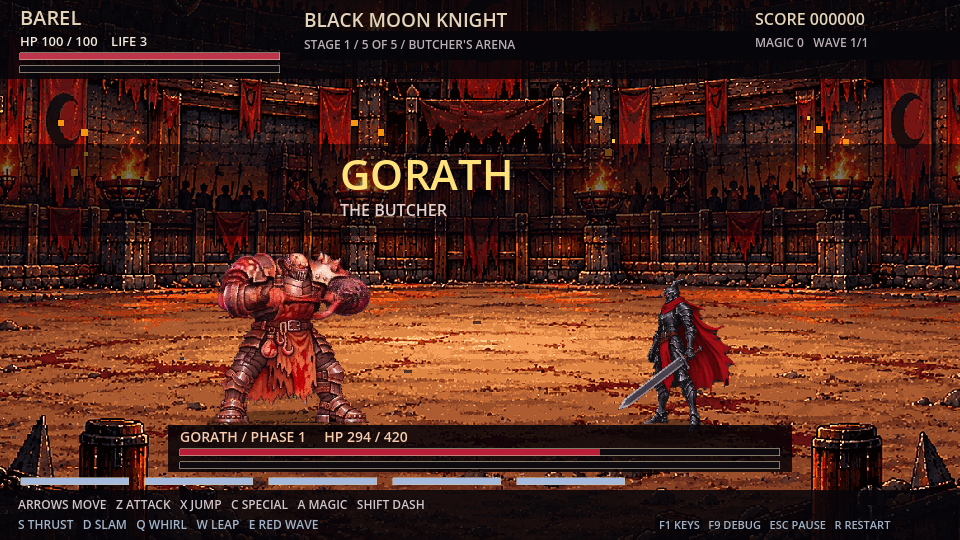 BAREL
HP 100 / 100 LIFE 3
BLACK MOON KNIGHT
STAGE 1 / 5 OF 5 / BUTCHER'S ARENA
SCORE 000000
MAGIC 0 WAVE 1/1
GORATH
THE BUTCHER
GORATH / PHASE 1 HP 294 / 420
ARROWS MOVE Z ATTACK X JUMP C SPECIAL A MAGIC SHIFT DASH
S THRUST D SLAM Q WHIRL W LEAP E RED WAVE
F1 KEYS F9 DEBUG ESC PAUSE R RESTART